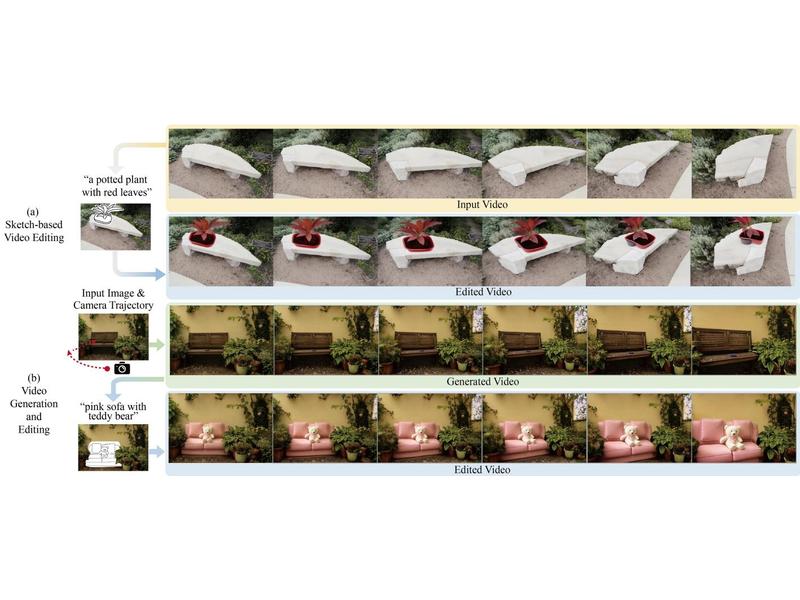 “a potted plant
with red leaves”
(a)
Sketch-based
Video Editing
Input Video
Edited Video
Input Image &
Camera Trajectory
Generated Video
(b)
Video
Generation
and
Editing
“pink sofa with
teddy bear”
Edited Video